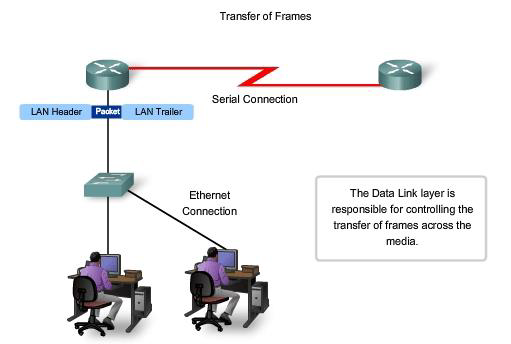 Transfer of Frames
Serial Connection
LAN Header Packet LAN Trailer
Ethernet
Connection
The Data Link layer is
responsible for controlling the
transfer of frames across the
media.